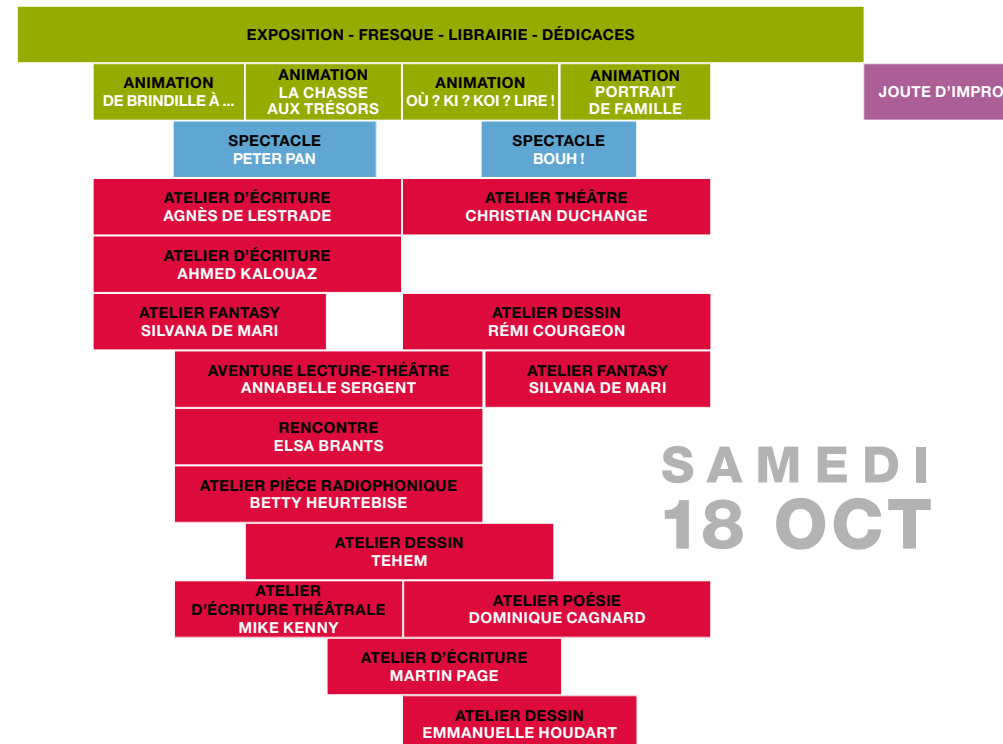 EXPOSITION - FRESQUE - LIBRAIRIE - DÉDICACES
ANIMATION
DE BRINDILLE À ...
ANIMATION
LA CHASSE
AUX TRÉSORS
ANIMATION
OÙ ? KI ? KOI ? LIRE !
ANIMATION
PORTRAIT
DE FAMILLE
JOUTE D'IMPRO
SPECTACLE
PETER PAN
SPECTACLE
BOUH !
ATELIER D'ÉCRITURE
AGNÈS DE LESTRADE
ATELIER THÉÂTRE
CHRISTIAN DUCHANGE
ATELIER D'ÉCRITURE
AHMED KALOUAZ
ATELIER FANTASY
SILVANA DE MARI
ATELIER DESSIN
RÉMI COURGEON
AVENTURE LECTURE-THÉÂTRE
ANNABELLE SERGENT
ATELIER FANTASY
SILVANA DE MARI
RENCONTRE
ELSA BRANTS
ATELIER PIÈCE RADIOPHONIQUE
BETTY HEURTEBISE
SAMEDI
18 OCT
ATELIER DESSIN
TEHEM
ATELIER
D'ÉCRITURE THÉÂTRALE
MIKE KENNY
ATELIER POÉSIE
DOMINIQUE CAGNARD
ATELIER D'ÉCRITURE
MARTIN PAGE
ATELIER DESSIN
EMMANUELLE HOUDART